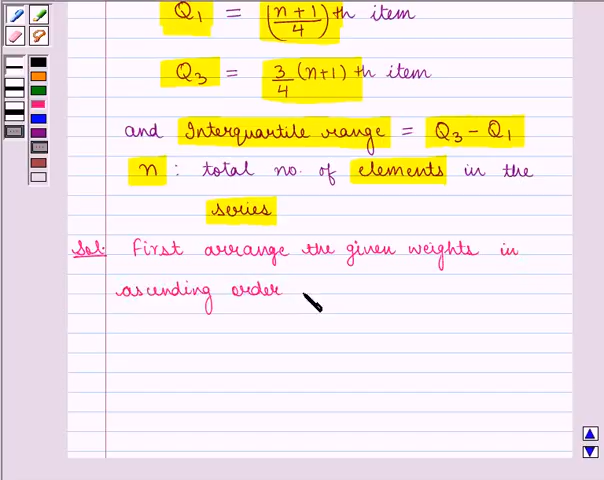 Q₁ = (n+1/4)th item
Q₃ = 3/4 (n+1) th item
and Interquartile range = Q₃ - Q₁
n : total no. of elements in the
series
Sol: First arrange the given weights in
ascending order